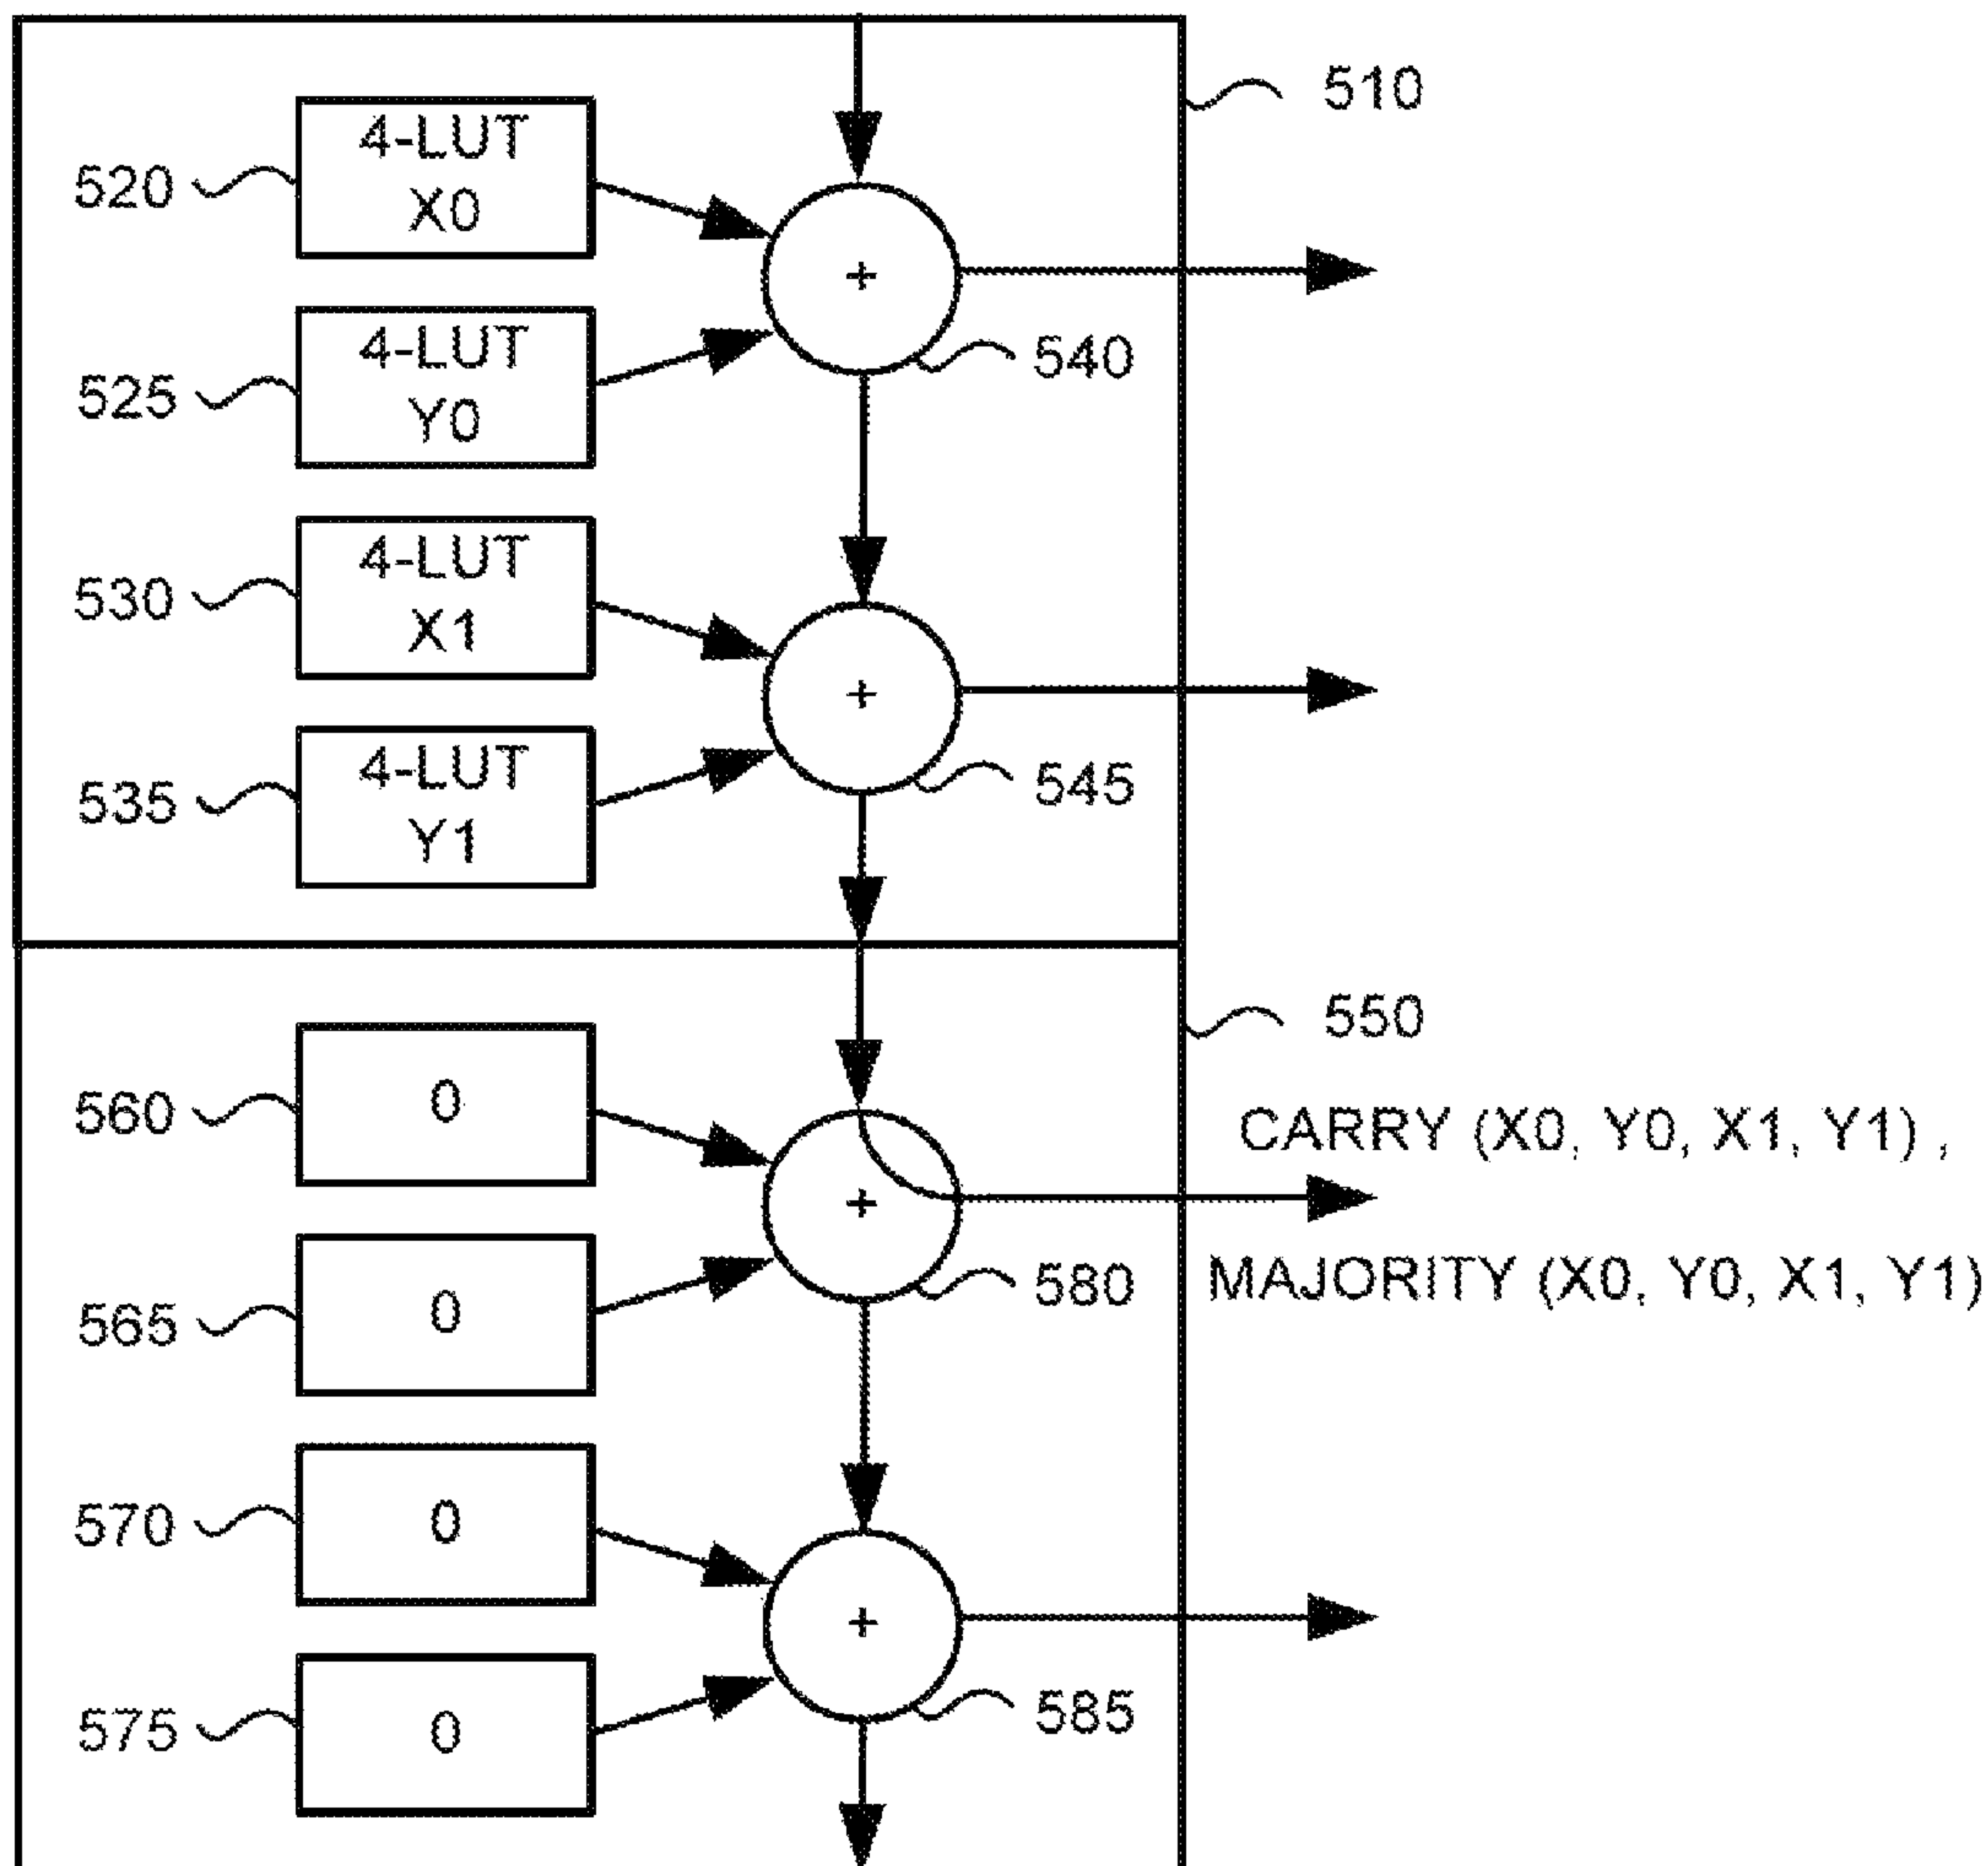 510
4-LUT
X0
520
+
4-LUT
Y0
525
540
4-LUT
X1
530
+
4-LUT
Y1
535
545
550
0
560
CARRY (X0, Y0, X1, Y1) ,
+
0
565
580
MAJORITY (X0, Y0, X1, Y1)
0
570
+
0
575
585